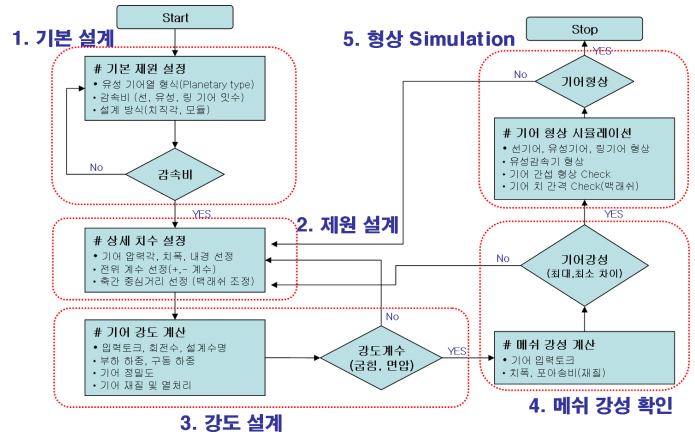 Start
1. 기본 설계
# 기본 제원 설정
• 유성 기어열 형식(Planetary type)
• 감속비 (선, 유성, 링 기어 잇수)
• 설계 방식(치직각, 모듈)
No
감속비
YES
2. 제원 설계
# 상세 치수 설정
• 기어 압력각, 치폭, 내경 선정
• 전위 계수 선정(+,- 계수)
• 축간 중심거리 선정 (백래쉬 조정)
# 기어 강도 계산
• 입력토크, 회전수, 설계수명
• 부하 하중, 구동 하중
• 기어 정밀도
• 기어 재질 및 열처리
No
강도계수
(굽힘, 면압)
YES
3. 강도 설계
# 메쉬 강성 계산
• 기어 입력토크
• 치폭, 포아송비(재질)
4. 메쉬 강성 확인
No
기어강성
(최대,최소 차이)
YES
# 기어 형상 시뮬레이션
• 선기어, 유성기어, 링기어 형상
• 유성감속기 형상
• 기어 간섭 형상 Check
• 기어 치 간격 Check(백래쉬)
No
기어형상
YES
5. 형상 Simulation
Stop